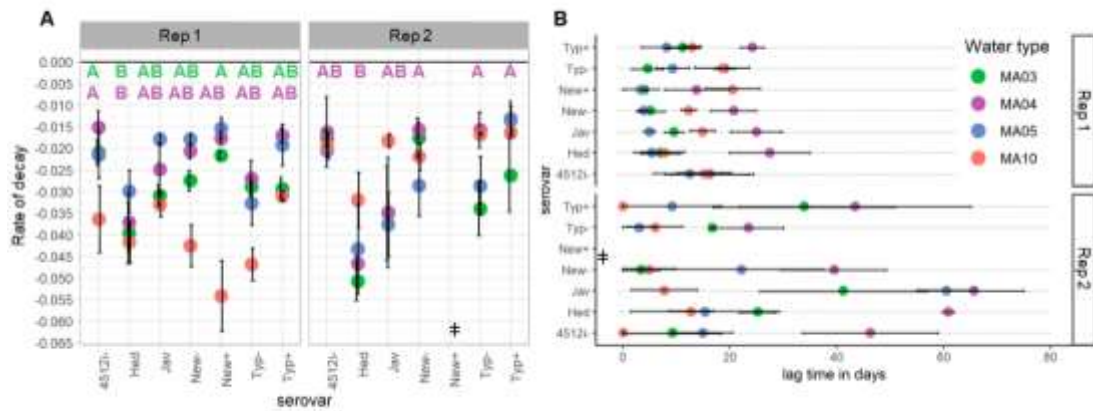 A
Rep 1
Rep 2
Rate of decay
0.000
-0.005
-0.010
-0.015
-0.020
-0.025
-0.030
-0.035
-0.040
-0.045
-0.050
-0.055
-0.060
-0.065
A B AB AB A AB AB
A B AB AB AB AB AB
AB B AB A A A
ǂ
4512i- Hed Jav New- New+ Typ- Typ+
4512i- Hed Jav New- New+ Typ- Typ+
serovar
B
serovar
Typ+
Typ-
New+
New-
Jav
Hed
4512i-
Rep 1
Typ+
Typ-
New+
ǂ
New-
Jav
Hed
4512i-
Rep 2
0 20 40 60 80
lag time in days
Water type
MA03
MA04
MA05
MA10